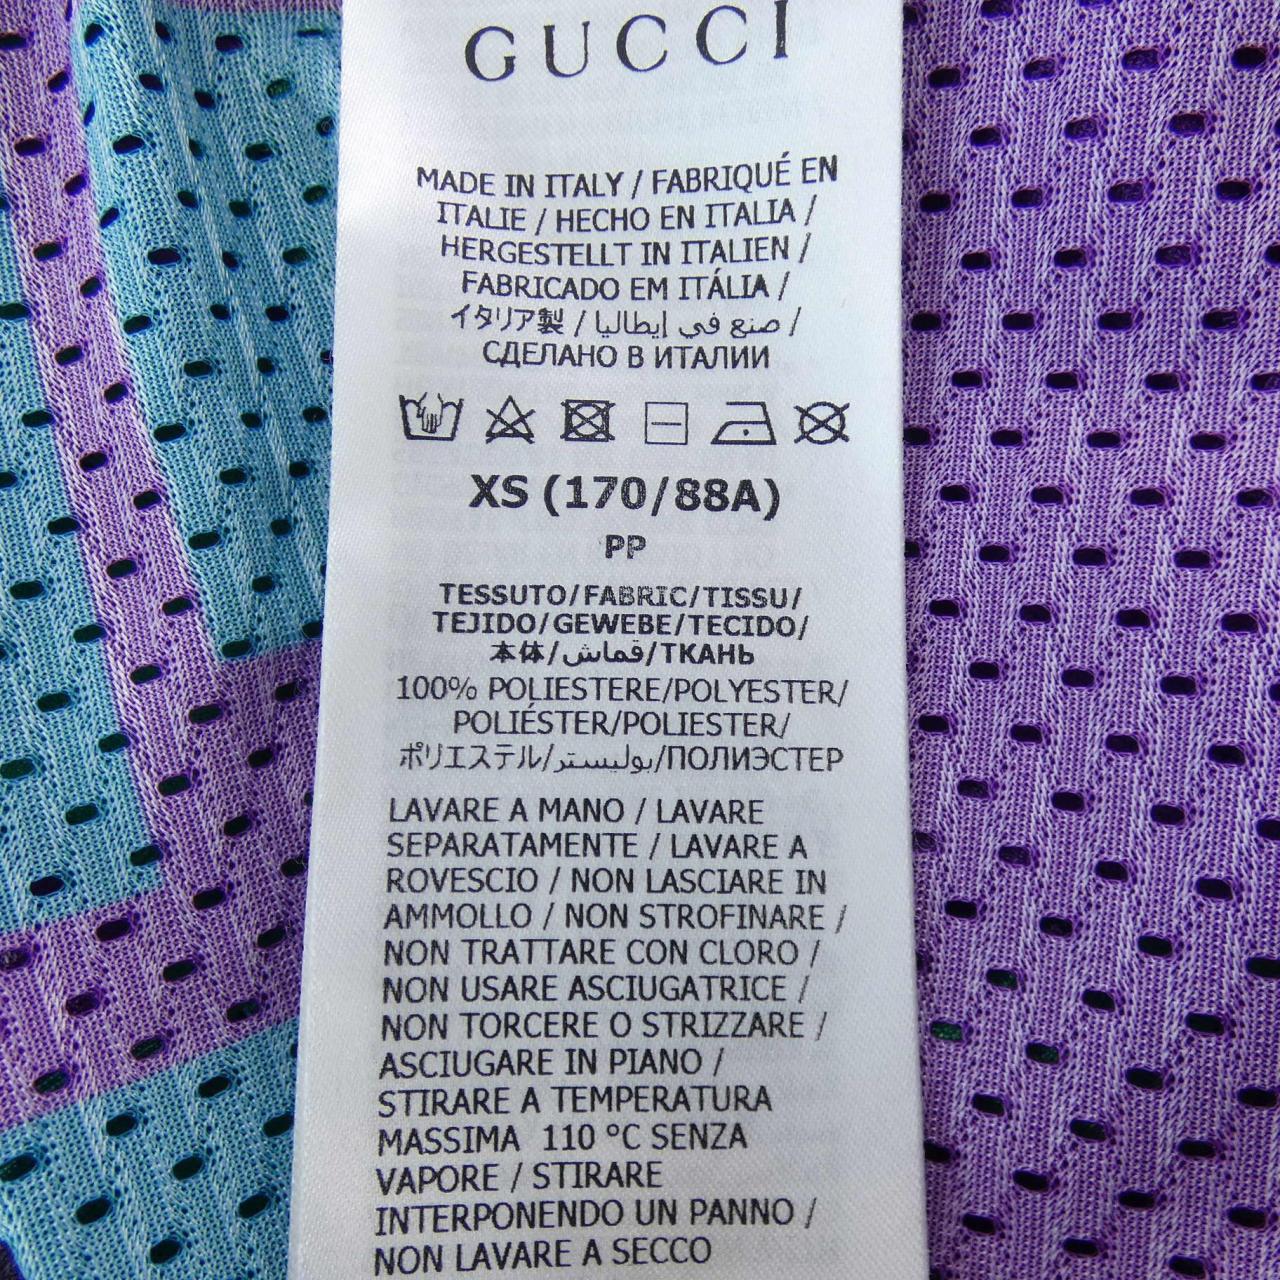 GUCCI
MADE IN ITALY / FABRIQUÉ EN
ITALIE / HECHO EN ITALIA /
HERGESTELLT IN ITALIEN /
FABRICADO EM ITÁLIA /
イタリア製 / صنع في إيطاليا /
СДЕЛАНО В ИТАЛИИ
XS (170/88A)
PP
TESSUTO/FABRIC/TISSU/
TEJIDO/GEWEBE/TECIDO/
本体/قماش/ТКАНЬ
100% POLIESTERE/POLYESTER/
POLIÉSTER/POLIESTER/
ポリエステル/بوليستر/ПОЛИЭСТЕР
LAVARE A MANO / LAVARE
SEPARATAMENTE / LAVARE A
ROVESCIO / NON LASCIARE IN
AMMOLLO / NON STROFINARE /
NON TRATTARE CON CLORO /
NON USARE ASCIUGATRICE /
NON TORCERE O STRIZZARE /
ASCIUGARE IN PIANO /
STIRARE A TEMPERATURA
MASSIMA 110 °C SENZA
VAPORE / STIRARE
INTERPONENDO UN PANNO /
NON LAVARE A SECCO